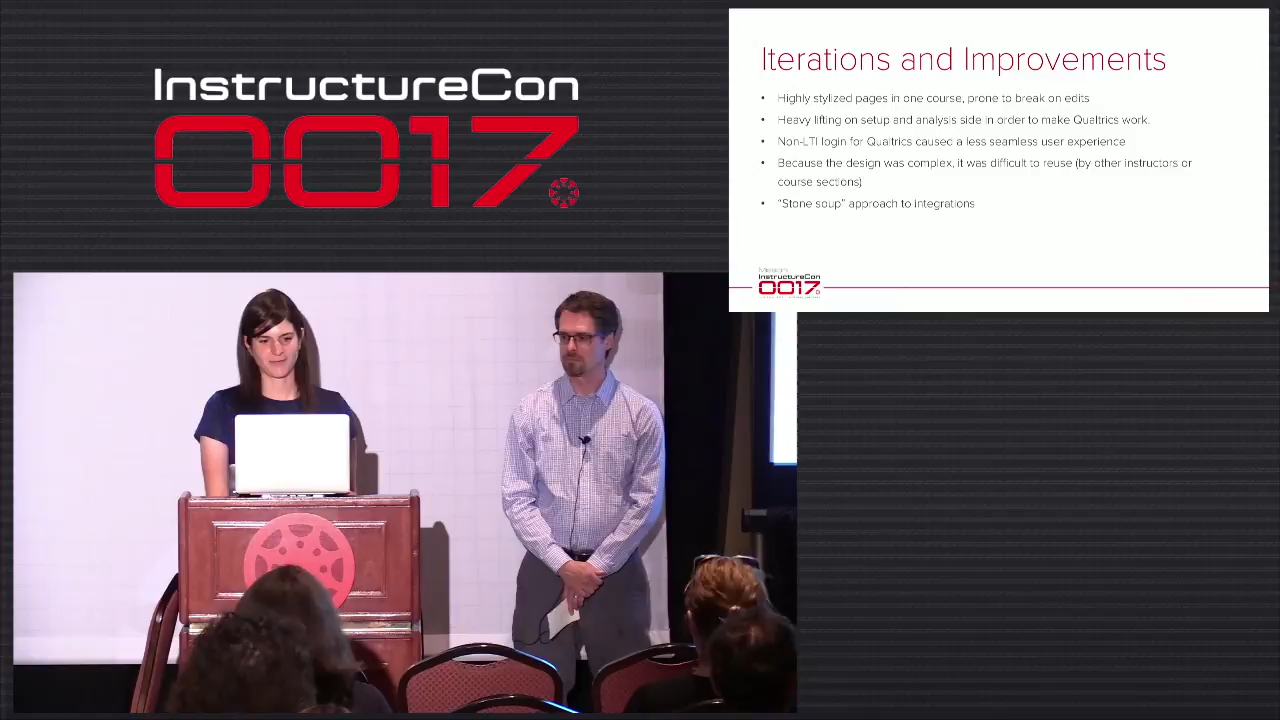 InstructureCon
0017
Iterations and Improvements
• Highly stylized pages in one course, prone to break on edits
• Heavy lifting on setup and analysis side in order to make Qualtrics work.
• Non-LTI login for Qualtrics caused a less seamless user experience
• Because the design was complex, it was difficult to reuse (by other instructors or
course sections)
• “Stone soup” approach to integrations
InstructureCon
0017